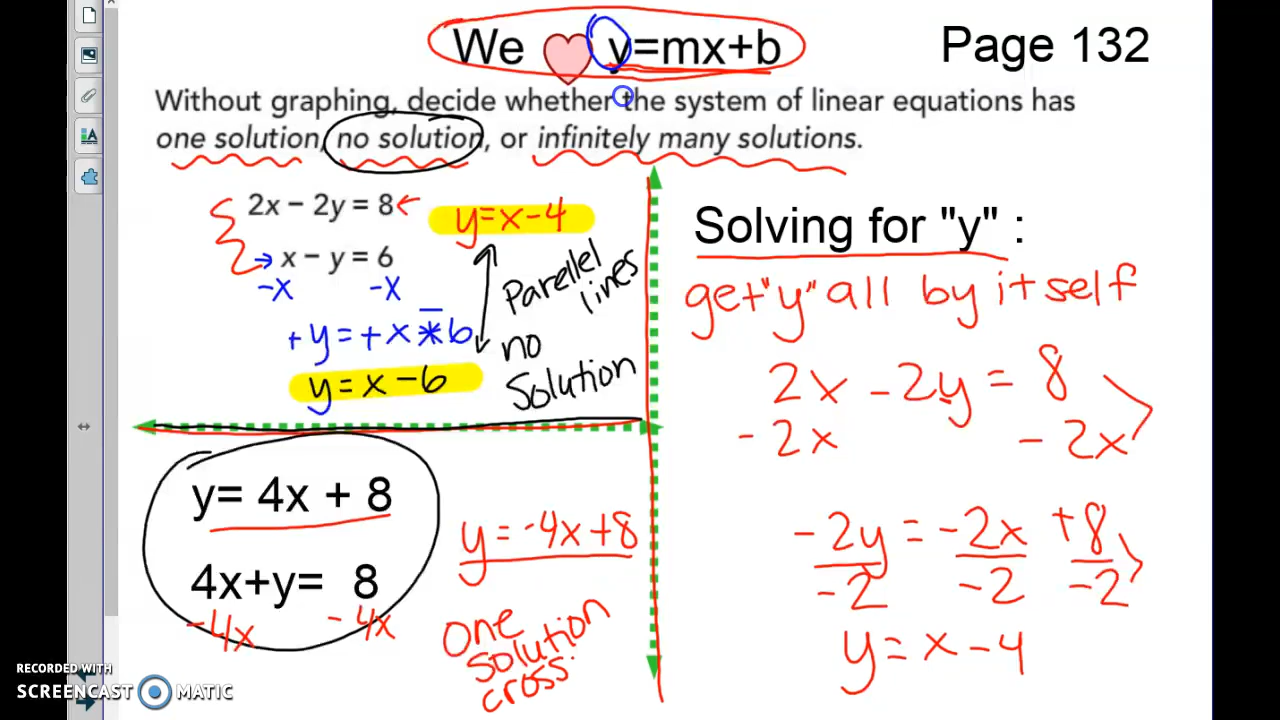 We y=mx+b
Page 132
Without graphing, decide whether the system of linear equations has
one solution, no solution, or infinitely many solutions.
2x − 2y = 8
y=x-4
x − y = 6
-x -x
+y=+x*6
y=x-6
Parellel
lines
no
Solution
Solving for "y" :
get "y" all by itself
2x - 2y = 8
- 2x - 2x
-2y = -2x +8
-2 -2 -2
y = x - 4
y= 4x + 8
4x+y= 8
-4x -4x
y = -4x+8
One
solution
cross
RECORDED WITH
SCREENCAST MATIC